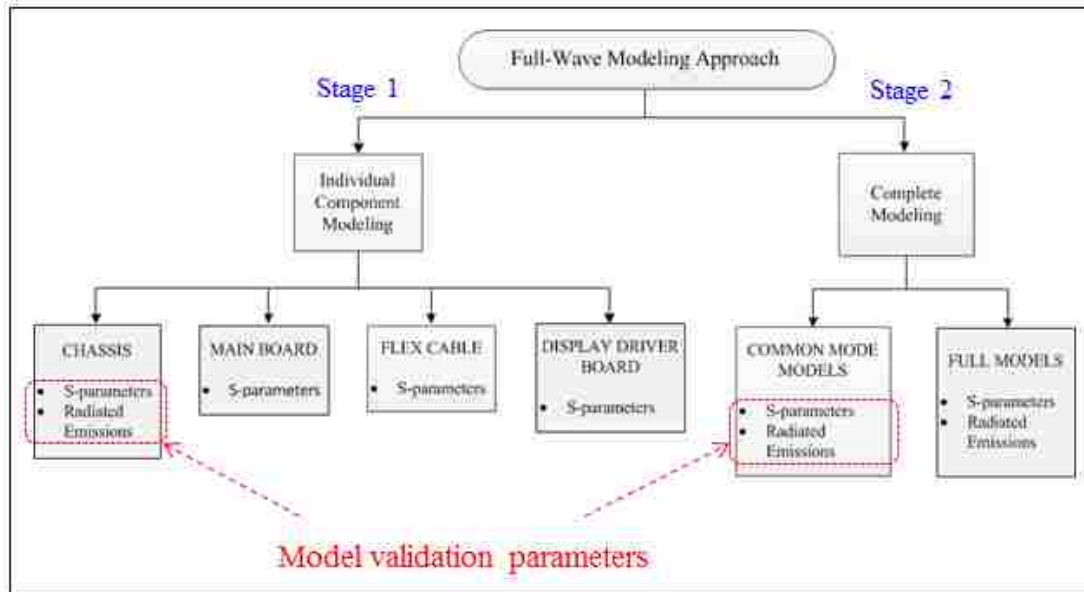 Full-Wave Modeling Approach
Stage 1
Stage 2
Individual
Component
Modeling
Complete
Modeling
CHASSIS
• S-parameters
• Radiated
Emissions
MAIN BOARD
• S-parameters
FLEX CABLE
• S-parameters
DISPLAY DRIVER
BOARD
• S-parameters
COMMON MODE
MODELS
• S-parameters
• Radiated
Emissions
FULL MODELS
• S-parameters
• Radiated
Emissions
Model validation parameters